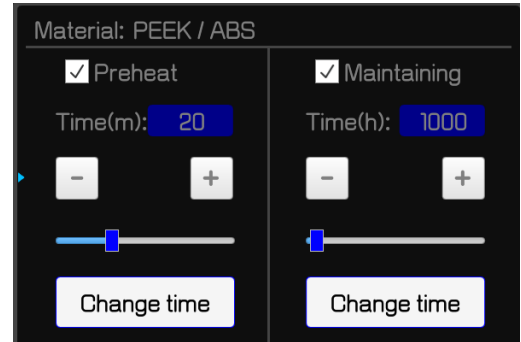 Material: PEEK / ABS
Preheat
Maintaining
Time(m): 20
Time(h): 1000
- +
- +
Change time
Change time